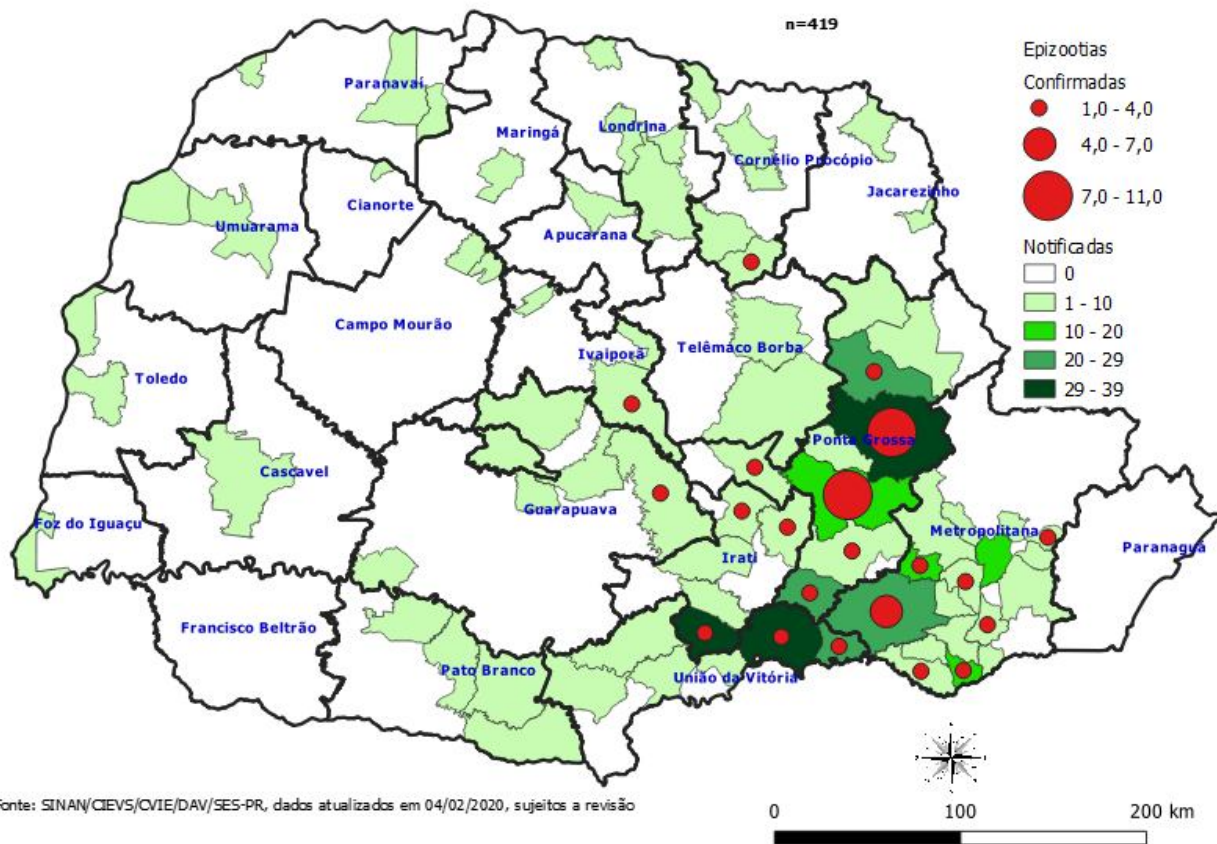 n=419
Epizootias
Confirmadas
1,0 - 4,0
4,0 - 7,0
7,0 - 11,0
Notificadas
0
1 - 10
10 - 20
20 - 29
29 - 39
Paranavaí
Maringá
Londrina
Cornélio Procópio
Jacarezinho
Umuarama
Cianorte
Apucarana
Campo Mourão
Ivaiporã
Telêmaco Borba
Toledo
Ponta Grossa
Cascavel
Guarapuava
Foz do Iguaçu
Irati
Metropolitana
Paranaguá
Francisco Beltrão
Pato Branco
União da Vitória
Fonte: SINAN/CIEVS/CVIE/DAV/SES-PR, dados atualizados em 04/02/2020, sujeitos a revisão
0 100 200 km